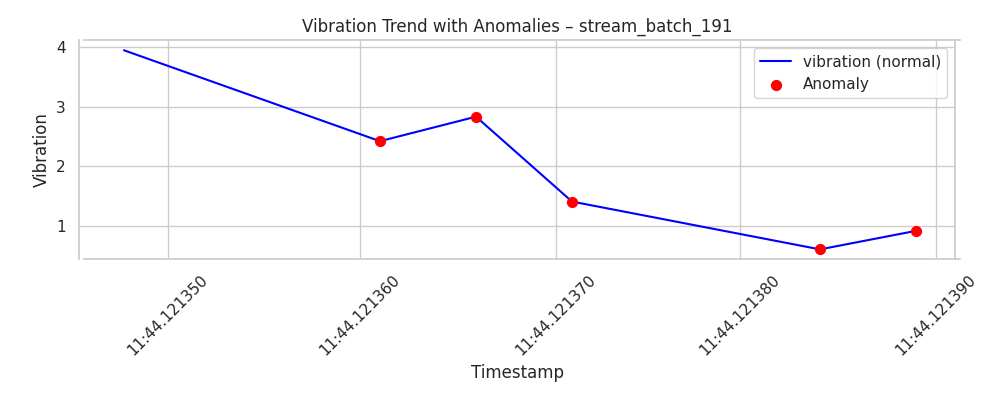 Vibration Trend with Anomalies – stream_batch_191
vibration (normal)
Anomaly
Vibration
4
3
2
1
11:44.121350
11:44.121360
11:44.121370
11:44.121380
11:44.121390
Timestamp